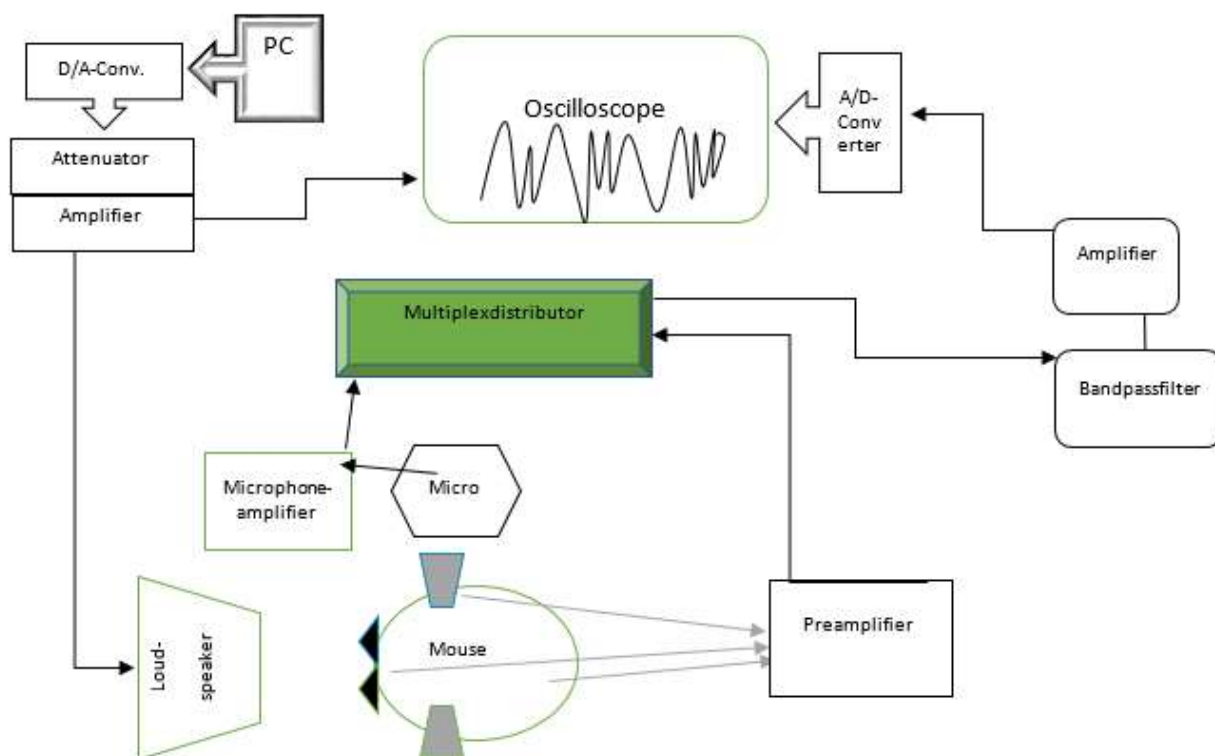 PC
D/A-Conv.
Attenuator
Amplifier
Oscilloscope
A/D-
Conv
erter
Amplifier
Multiplexdistributor
Bandpassfilter
Microphone-
amplifier
Micro
Loud-
speaker
Mouse
Preamplifier